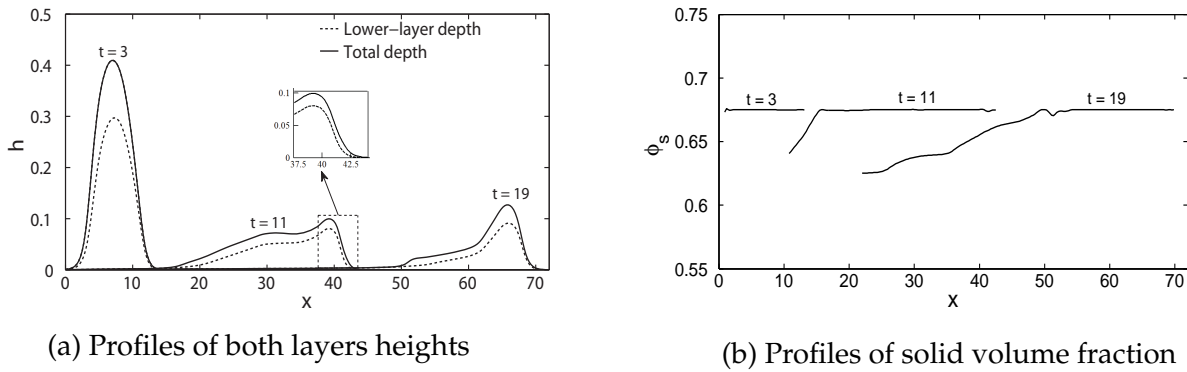 0.5
0.4
0.3
0.2
0.1
0
h
0 10 20 30 40 50 60 70
x
t = 3
t = 11
t = 19
Lower–layer depth
Total depth
0.1
0.05
0
37.5 40 42.5
(a) Profiles of both layers heights
0.75
0.7
0.65
0.6
0.55
ϕs
0 10 20 30 40 50 60 70
x
t = 3
t = 11
t = 19
(b) Profiles of solid volume fraction